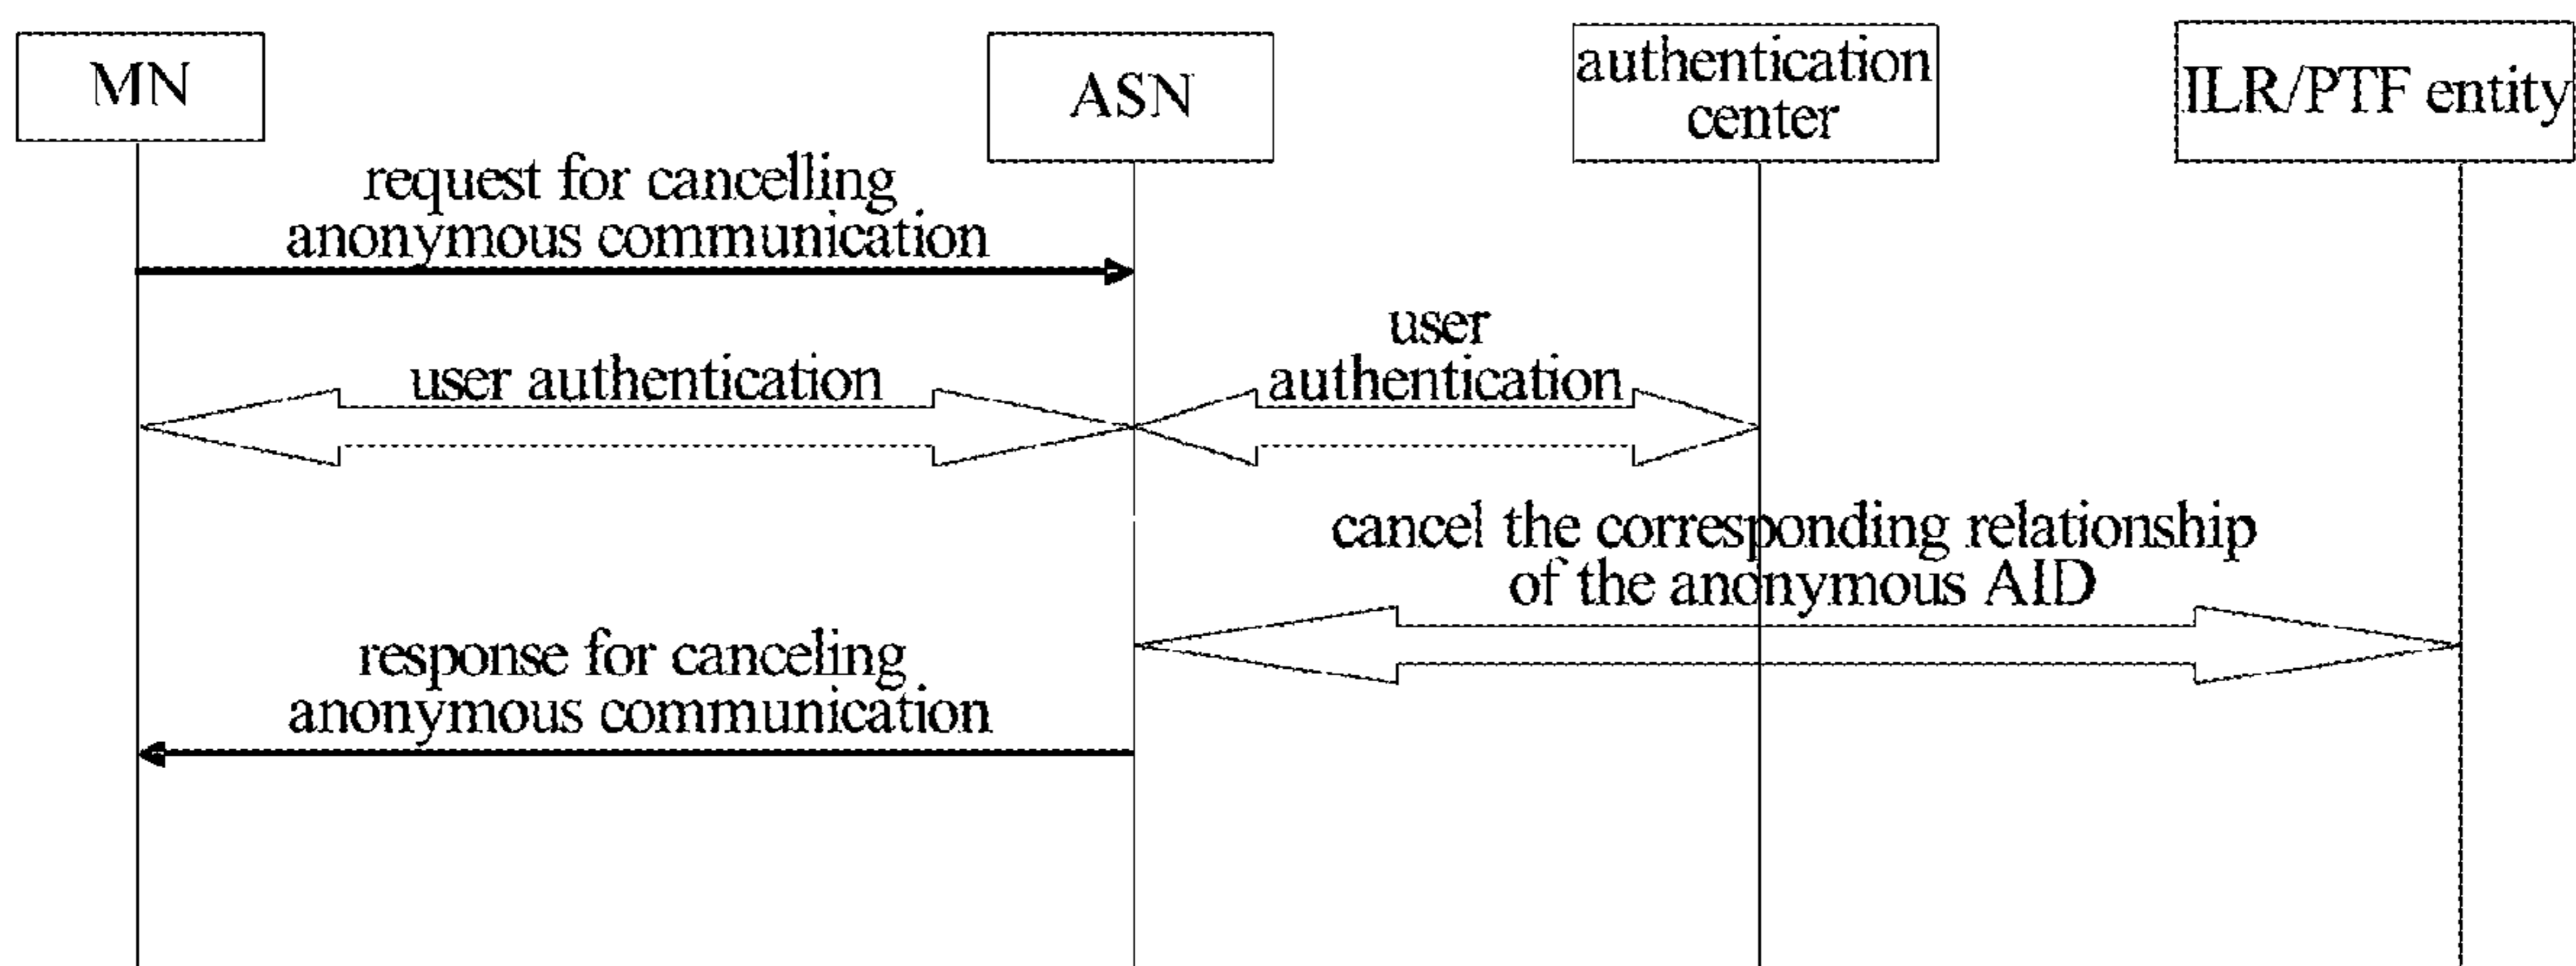 MN
ASN
authentication
center
ILR/PTF entity
request for cancelling
anonymous communication
user authentication
user
authentication
cancel the corresponding relationship
of the anonymous AID
response for canceling
anonymous communication